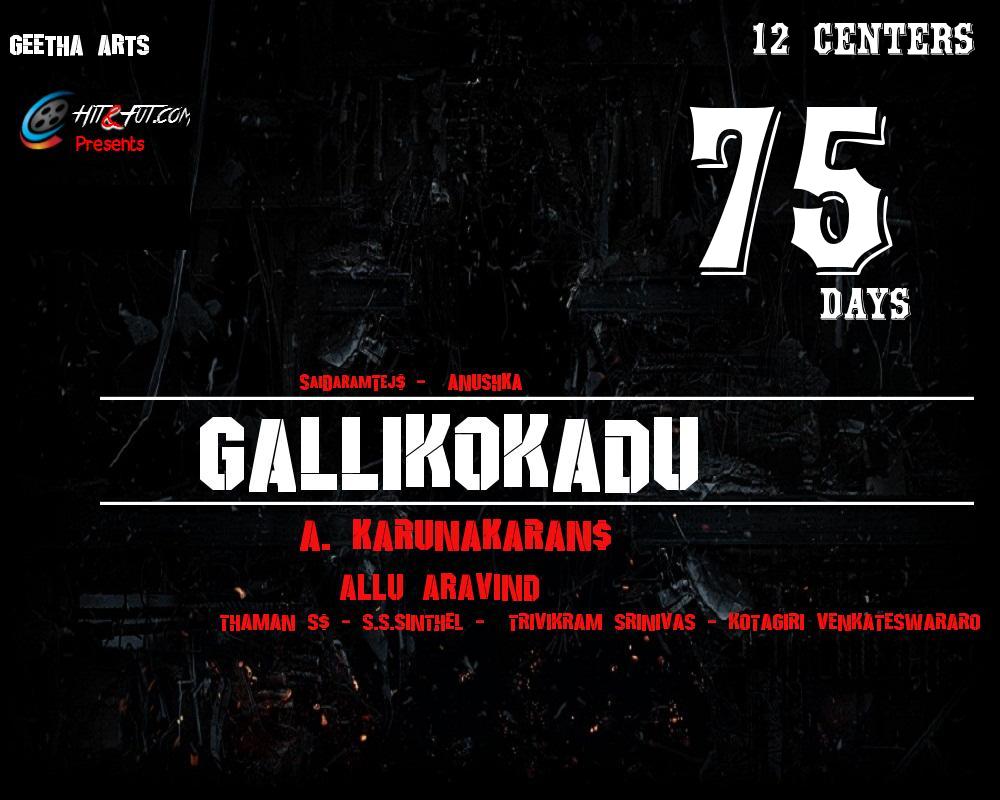 GEETHA ARTS
12 CENTERS
HIT&FUT.COM
Presents
75
DAYS
SAIDARAMTEJ$ - ANUSHKA
GALLIKOKADU
A. KARUNAKARAN$
ALLU ARAVIND
THAMAN S$ - S.S.SINTHEL - TRIVIKRAM SRINIVAS - KOTAGIRI VENKATESWARARO